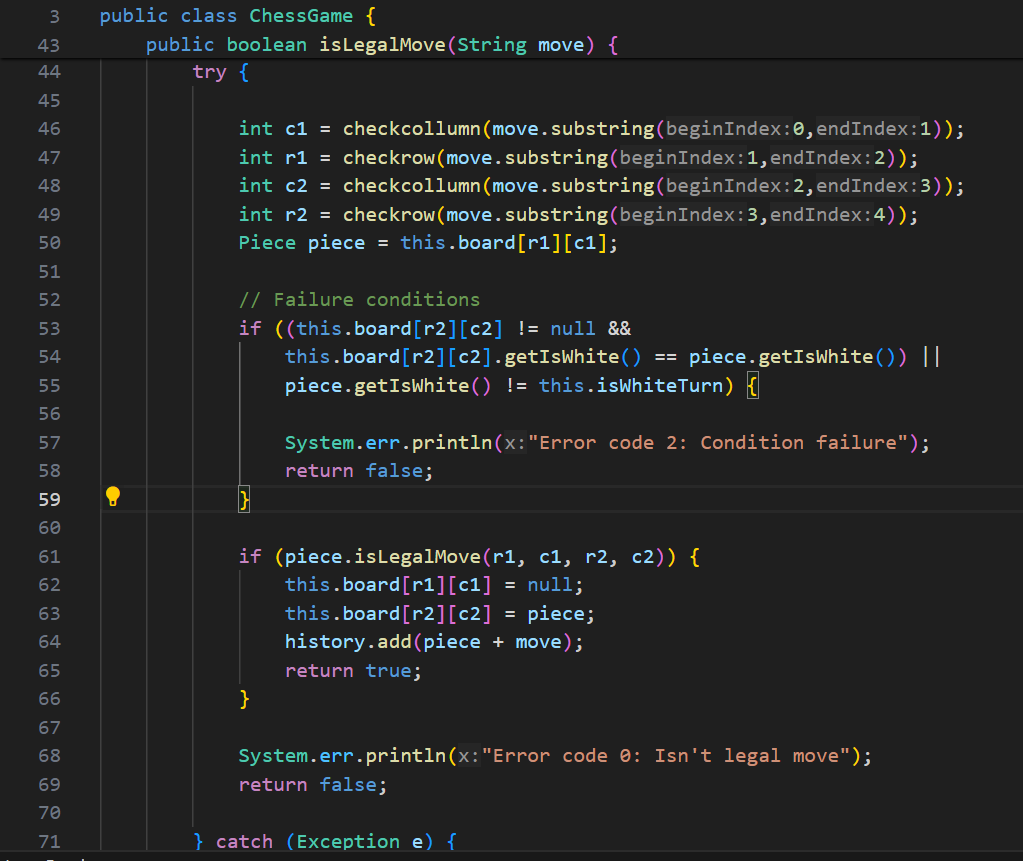 3 public class ChessGame {
43 public boolean isLegalMove(String move) {
44 try {
45
46 int c1 = checkcollumn(move.substring(beginIndex:0,endIndex:1));
47 int r1 = checkrow(move.substring(beginIndex:1,endIndex:2));
48 int c2 = checkcollumn(move.substring(beginIndex:2,endIndex:3));
49 int r2 = checkrow(move.substring(beginIndex:3,endIndex:4));
50 Piece piece = this.board[r1][c1];
51
52 // Failure conditions
53 if ((this.board[r2][c2] != null &&
54 this.board[r2][c2].getIsWhite() == piece.getIsWhite()) ||
55 piece.getIsWhite() != this.isWhiteTurn) {
56
57 System.err.println(x:"Error code 2: Condition failure");
58 return false;
59 }
60
61 if (piece.isLegalMove(r1, c1, r2, c2)) {
62 this.board[r1][c1] = null;
63 this.board[r2][c2] = piece;
64 history.add(piece + move);
65 return true;
66 }
67
68 System.err.println(x:"Error code 0: Isn't legal move");
69 return false;
70
71 } catch (Exception e) {